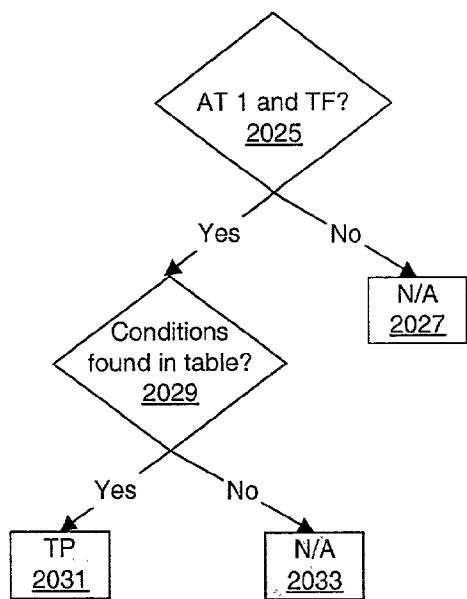 AT 1 and TF?
2025
Yes
No
N/A
2027
Conditions
found in table?
2029
Yes
No
TP
2031
N/A
2033